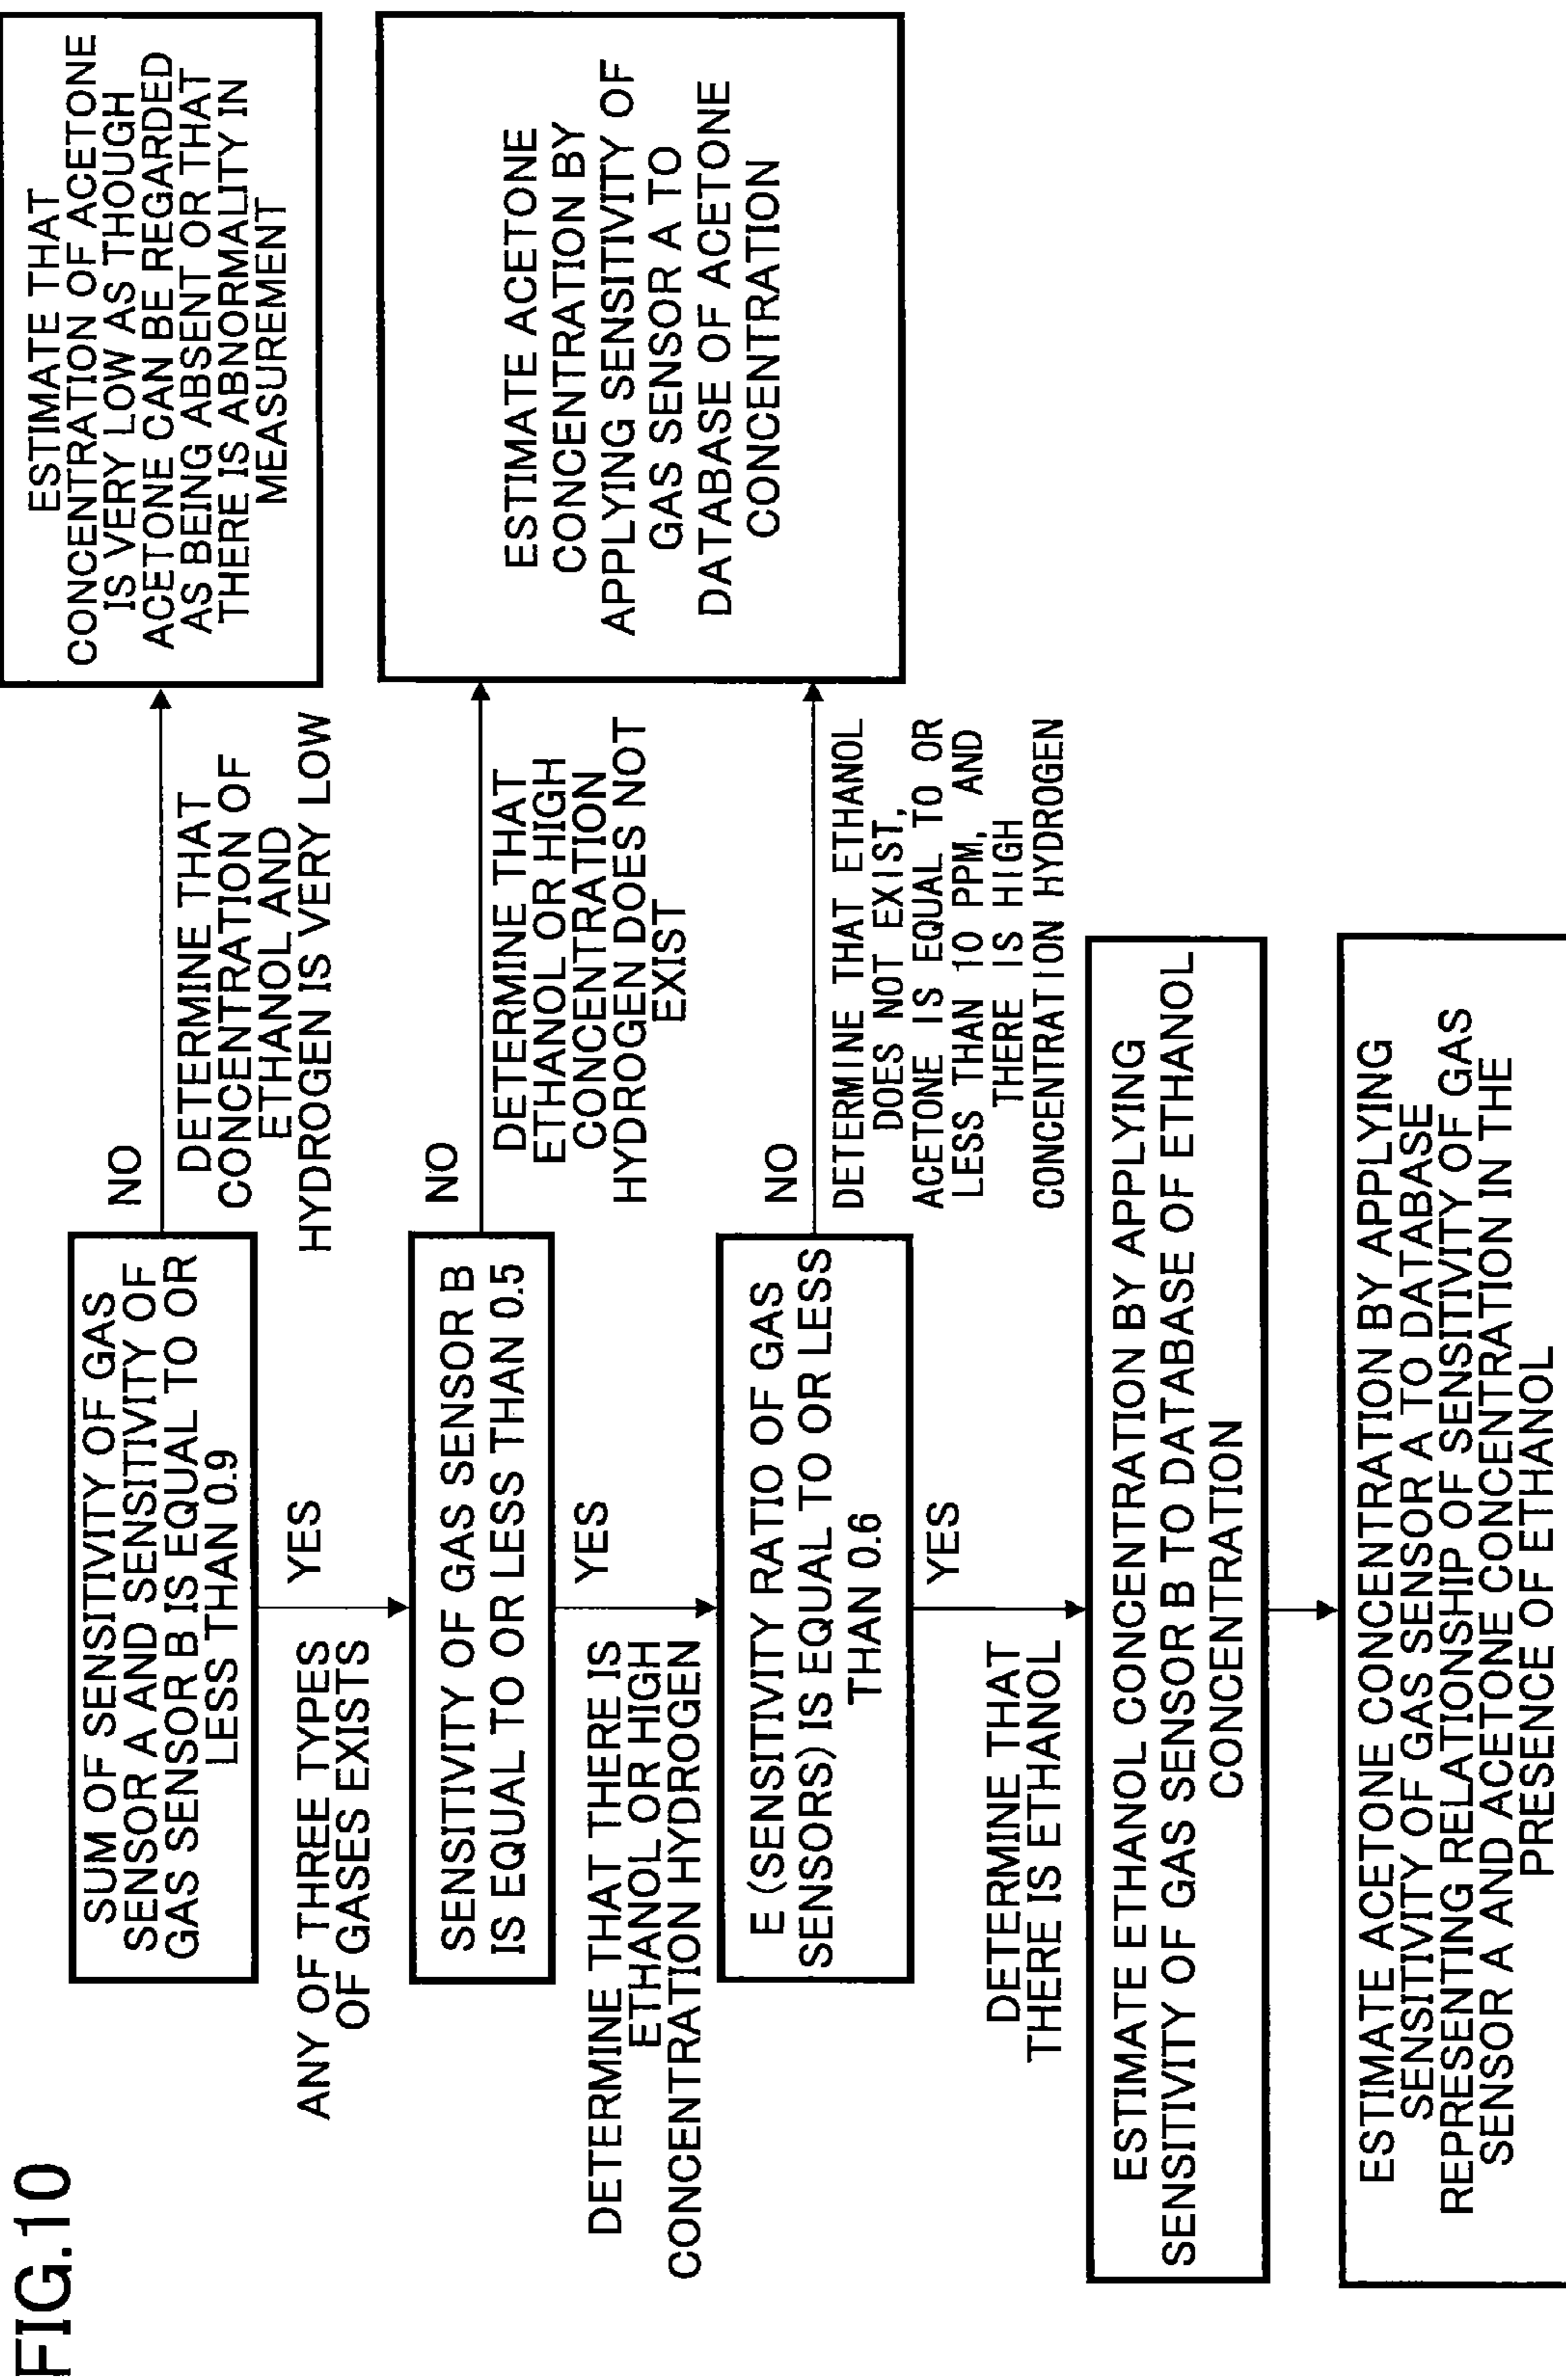 FIG.10
SUM OF SENSITIVITY OF GAS
SENSOR A AND SENSITIVITY OF
GAS SENSOR B IS EQUAL TO OR
LESS THAN 0.9
NO
DETERMINE THAT
CONCENTRATION OF
ETHANOL AND
HYDROGEN IS VERY LOW
ESTIMATE THAT
CONCENTRATION OF ACETONE
IS VERY LOW AS THOUGH
ACETONE CAN BE REGARDED
AS BEING ABSENT OR THAT
THERE IS ABNORMALITY IN
MEASUREMENT
YES
ANY OF THREE TYPES
OF GASES EXISTS
SENSITIVITY OF GAS SENSOR B
IS EQUAL TO OR LESS THAN 0.5
NO
DETERMINE THAT
ETHANOL OR HIGH
CONCENTRATION
HYDROGEN DOES NOT
EXIST
ESTIMATE ACETONE
CONCENTRATION BY
APPLYING SENSITIVITY OF
GAS SENSOR A TO
DATABASE OF ACETONE
CONCENTRATION
YES
DETERMINE THAT THERE IS
ETHANOL OR HIGH
CONCENTRATION HYDROGEN
E (SENSITIVITY RATIO OF GAS
SENSORS) IS EQUAL TO OR LESS
THAN 0.6
NO
DETERMINE THAT ETHANOL
DOES NOT EXIST,
ACETONE IS EQUAL TO OR
LESS THAN 10 PPM, AND
THERE IS HIGH
CONCENTRATION HYDROGEN
YES
DETERMINE THAT
THERE IS ETHANOL
ESTIMATE ETHANOL CONCENTRATION BY APPLYING
SENSITIVITY OF GAS SENSOR B TO DATABASE OF ETHANOL
CONCENTRATION
ESTIMATE ACETONE CONCENTRATION BY APPLYING
SENSITIVITY OF GAS SENSOR A TO DATABASE
REPRESENTING RELATIONSHIP OF SENSITIVITY OF GAS
SENSOR A AND ACETONE CONCENTRATION IN THE
PRESENCE OF ETHANOL